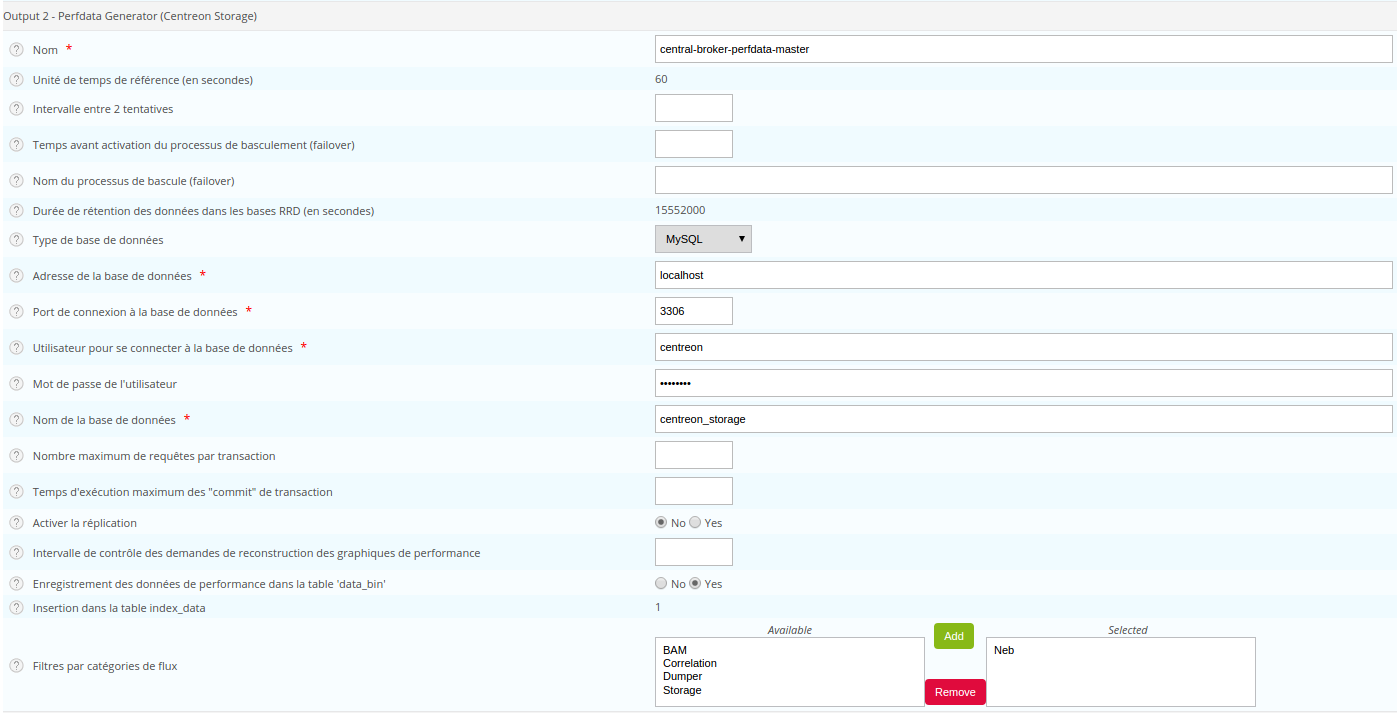 Output 2 - Perfdata Generator (Centreon Storage)
Nom * central-broker-perfdata-master
Unité de temps de référence (en secondes) 60
Intervalle entre 2 tentatives
Temps avant activation du processus de basculement (failover)
Nom du processus de bascule (failover)
Durée de rétention des données dans les bases RRD (en secondes) 15552000
Type de base de données MySQL
Adresse de la base de données * localhost
Port de connexion à la base de données * 3306
Utilisateur pour se connecter à la base de données * centreon
Mot de passe de l'utilisateur ••••••••
Nom de la base de données * centreon_storage
Nombre maximum de requêtes par transaction
Temps d'exécution maximum des "commit" de transaction
Activer la réplication No Yes
Intervalle de contrôle des demandes de reconstruction des graphiques de performance
Enregistrement des données de performance dans la table 'data_bin' No Yes
Insertion dans la table index_data 1
Filtres par catégories de flux
Available
BAM
Correlation
Dumper
Storage
Add
Remove
Selected
Neb